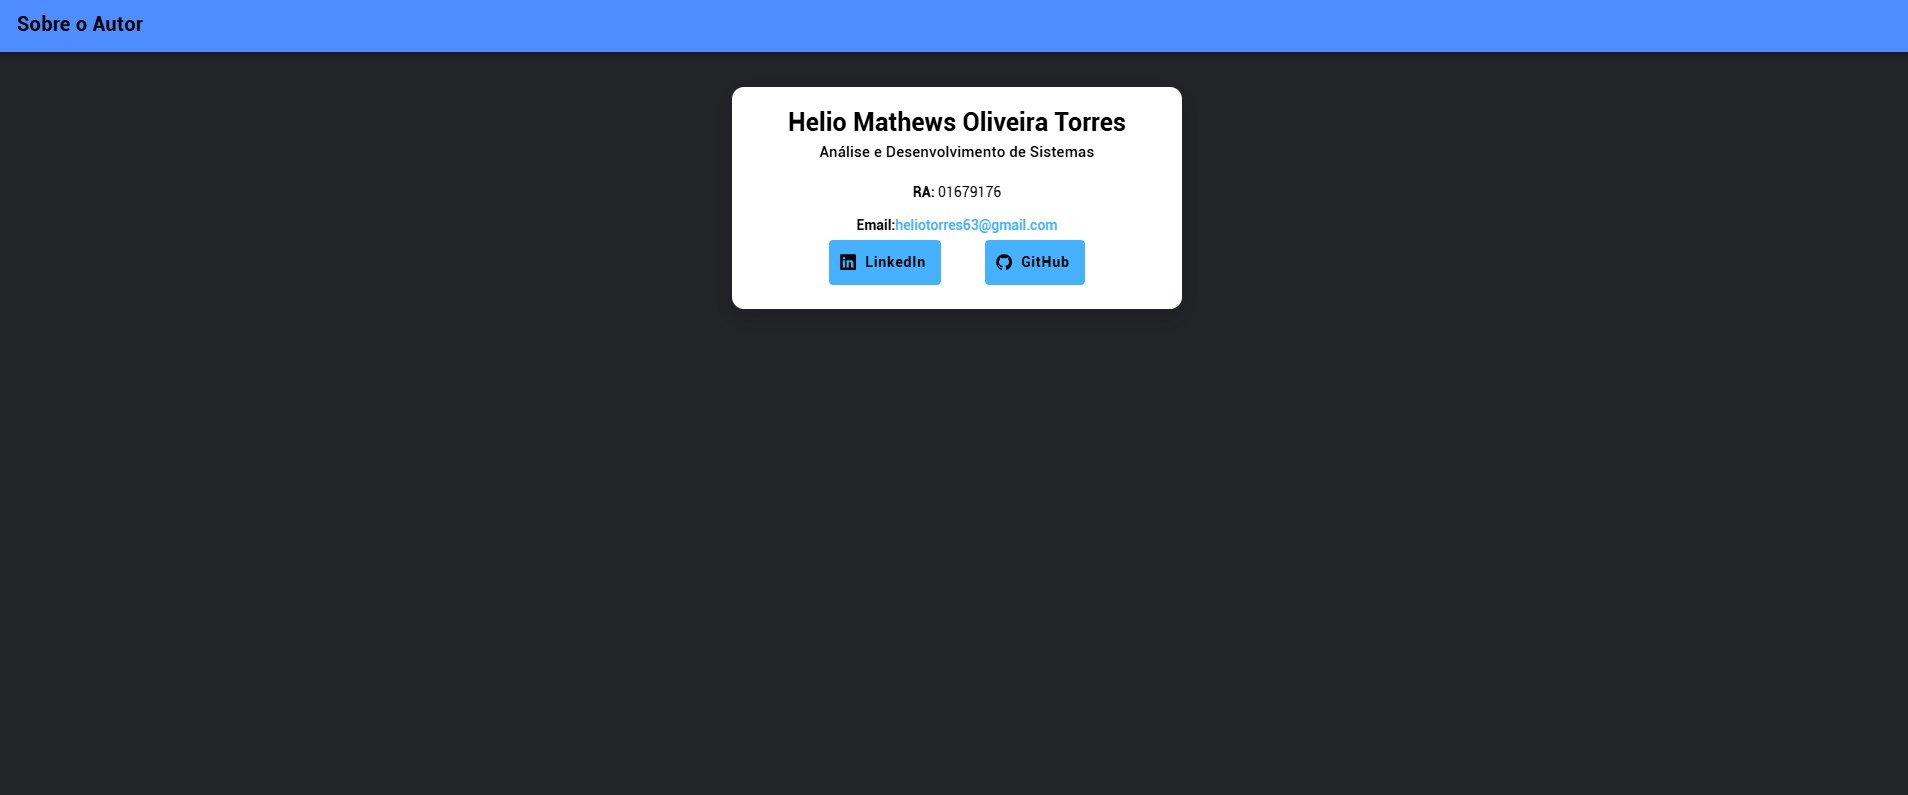 Sobre o Autor
Helio Mathews Oliveira Torres
Análise e Desenvolvimento de Sistemas
RA: 01679176
Email:heliotorres63@gmail.com
LinkedIn GitHub